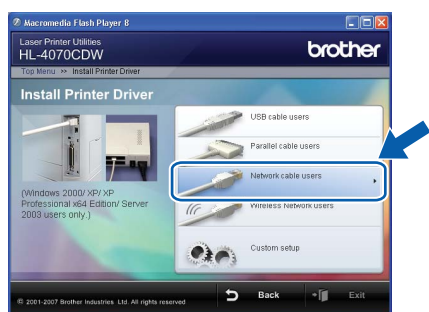 Macromedia Flash Player 8
Laser Printer Utilities
HL-4070CDW
brother
Top Menu >> Install Printer Driver
Install Printer Driver
USB cable users
Parallel cable users
Network cable users
Wireless Network users
Custom setup
(Windows 2000/ XP/ XP
Professional x64 Edition/ Server
2003 users only.)
© 2001-2007 Brother Industries Ltd. All rights reserved
Back
Exit